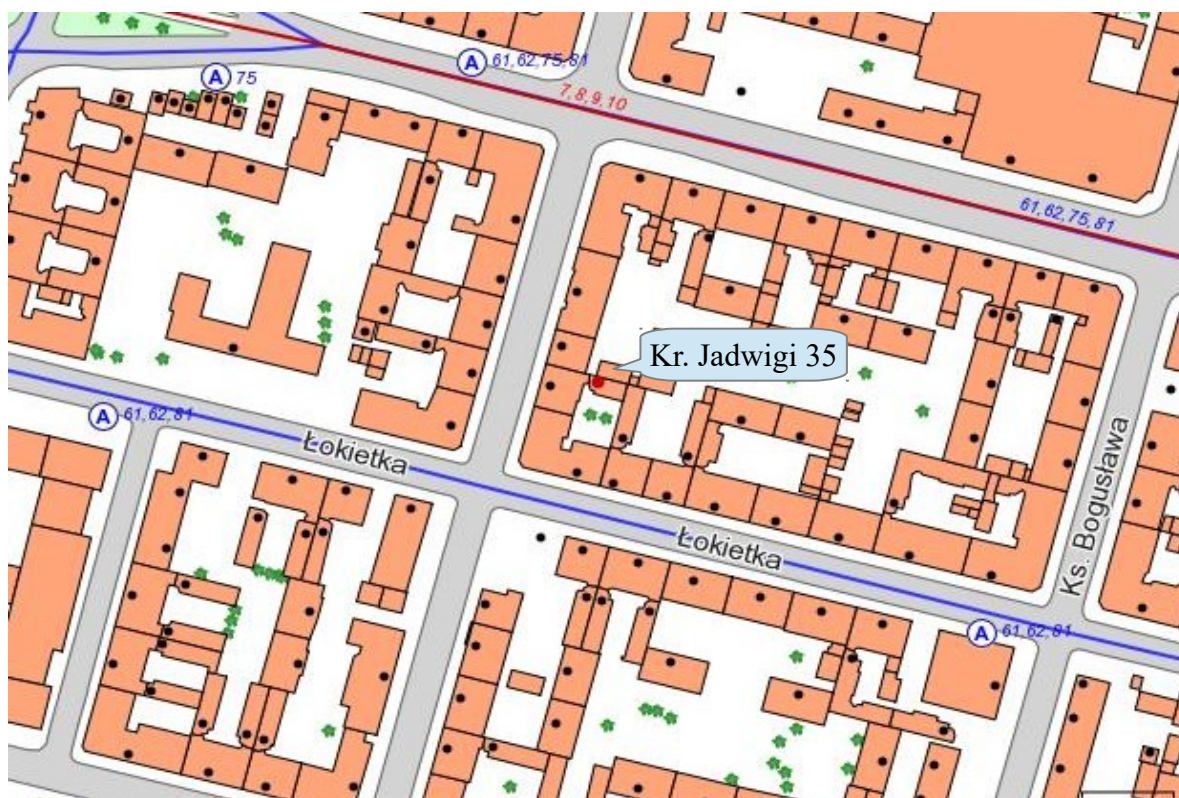 A 61,62,75,81
A 75
7,8,9,10
61,62,75,81
Kr. Jadwigi 35
A 61,62,81
Łokietka
Ks. Bogusława
Łokietka
A 61,62,81